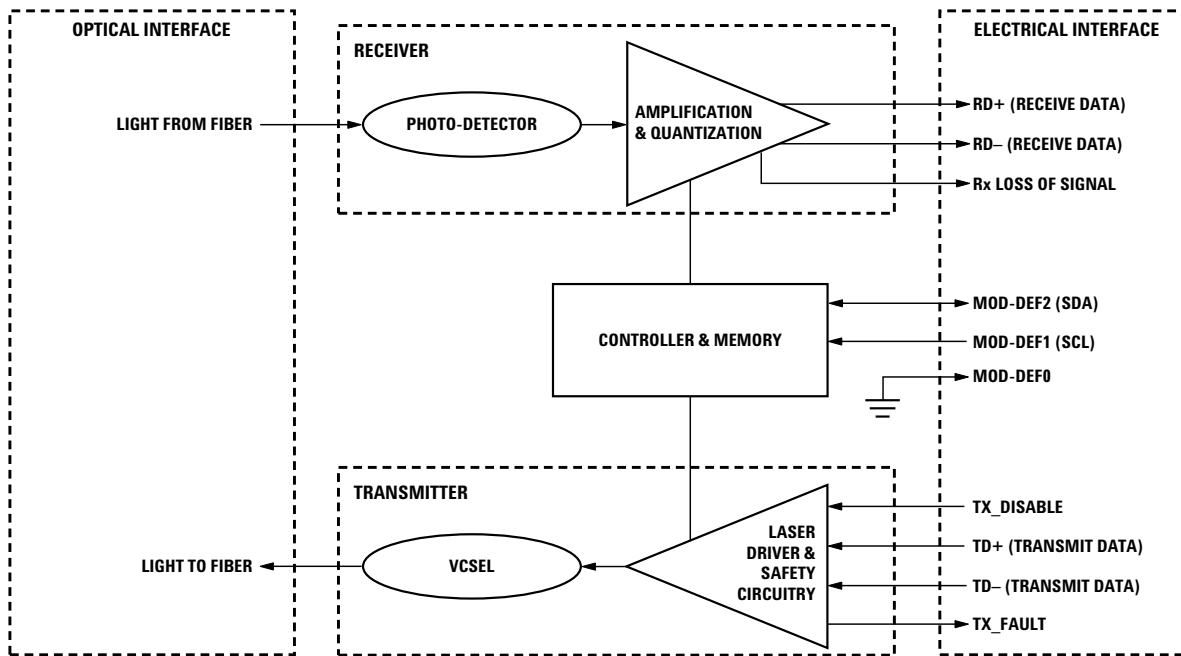 OPTICAL INTERFACE
RECEIVER
ELECTRICAL INTERFACE
LIGHT FROM FIBER
PHOTO-DETECTOR
AMPLIFICATION
& QUANTIZATION
RD+ (RECEIVE DATA)
RD– (RECEIVE DATA)
Rx LOSS OF SIGNAL
CONTROLLER & MEMORY
MOD-DEF2 (SDA)
MOD-DEF1 (SCL)
MOD-DEF0
TRANSMITTER
LIGHT TO FIBER
VCSEL
LASER
DRIVER &
SAFETY
CIRCUITRY
TX_DISABLE
TD+ (TRANSMIT DATA)
TD– (TRANSMIT DATA)
TX_FAULT